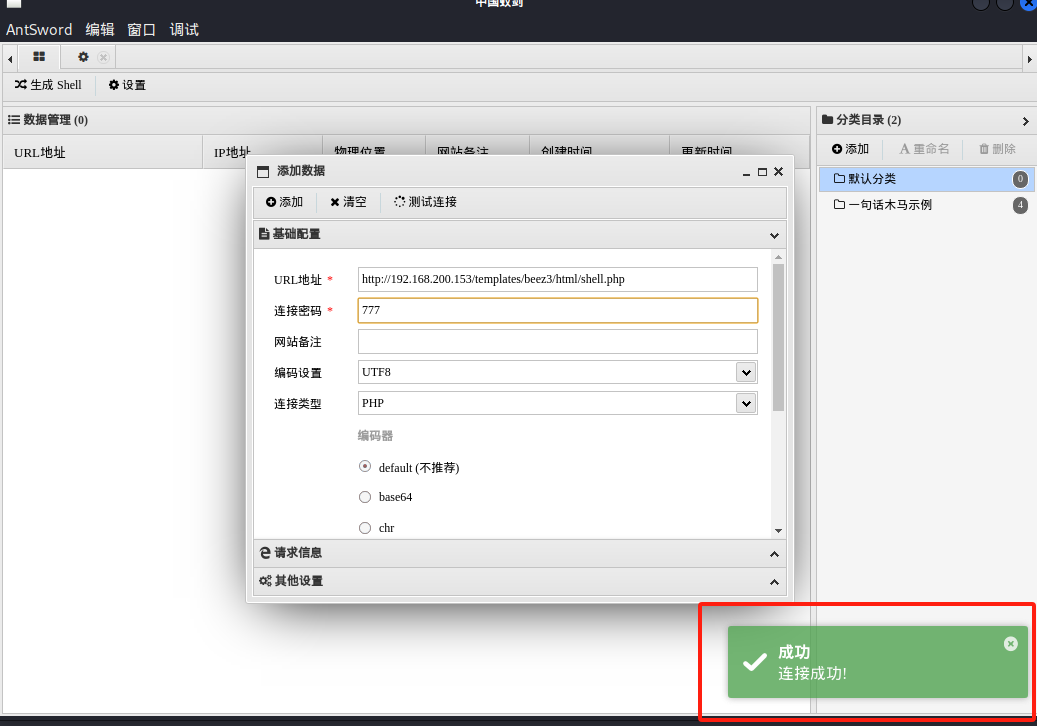 中国蚁剑
AntSword 编辑 窗口 调试
生成 Shell 设置
数据管理 (0)
分类目录 (2)
URL地址 IP地址 物理位置 网站备注 创建时间 更新时间
添加 重命名 删除
默认分类 0
一句话木马示例 4
添加数据
添加 清空 测试连接
基础配置
URL地址 * http://192.168.200.153/templates/beez3/html/shell.php
连接密码 * 777
网站备注
编码设置 UTF8
连接类型 PHP
编码器
default (不推荐)
base64
chr
请求信息
其他设置
成功
连接成功!